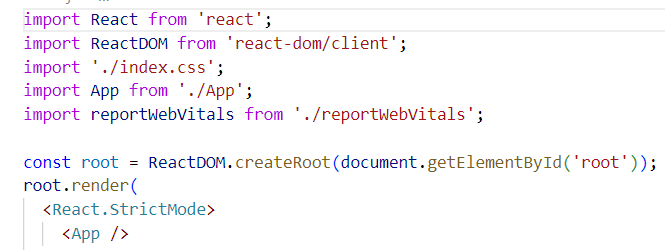 import React from 'react';
import ReactDOM from 'react-dom/client';
import './index.css';
import App from './App';
import reportWebVitals from './reportWebVitals';
const root = ReactDOM.createRoot(document.getElementById('root'));
root.render(
<React.StrictMode>
<App />